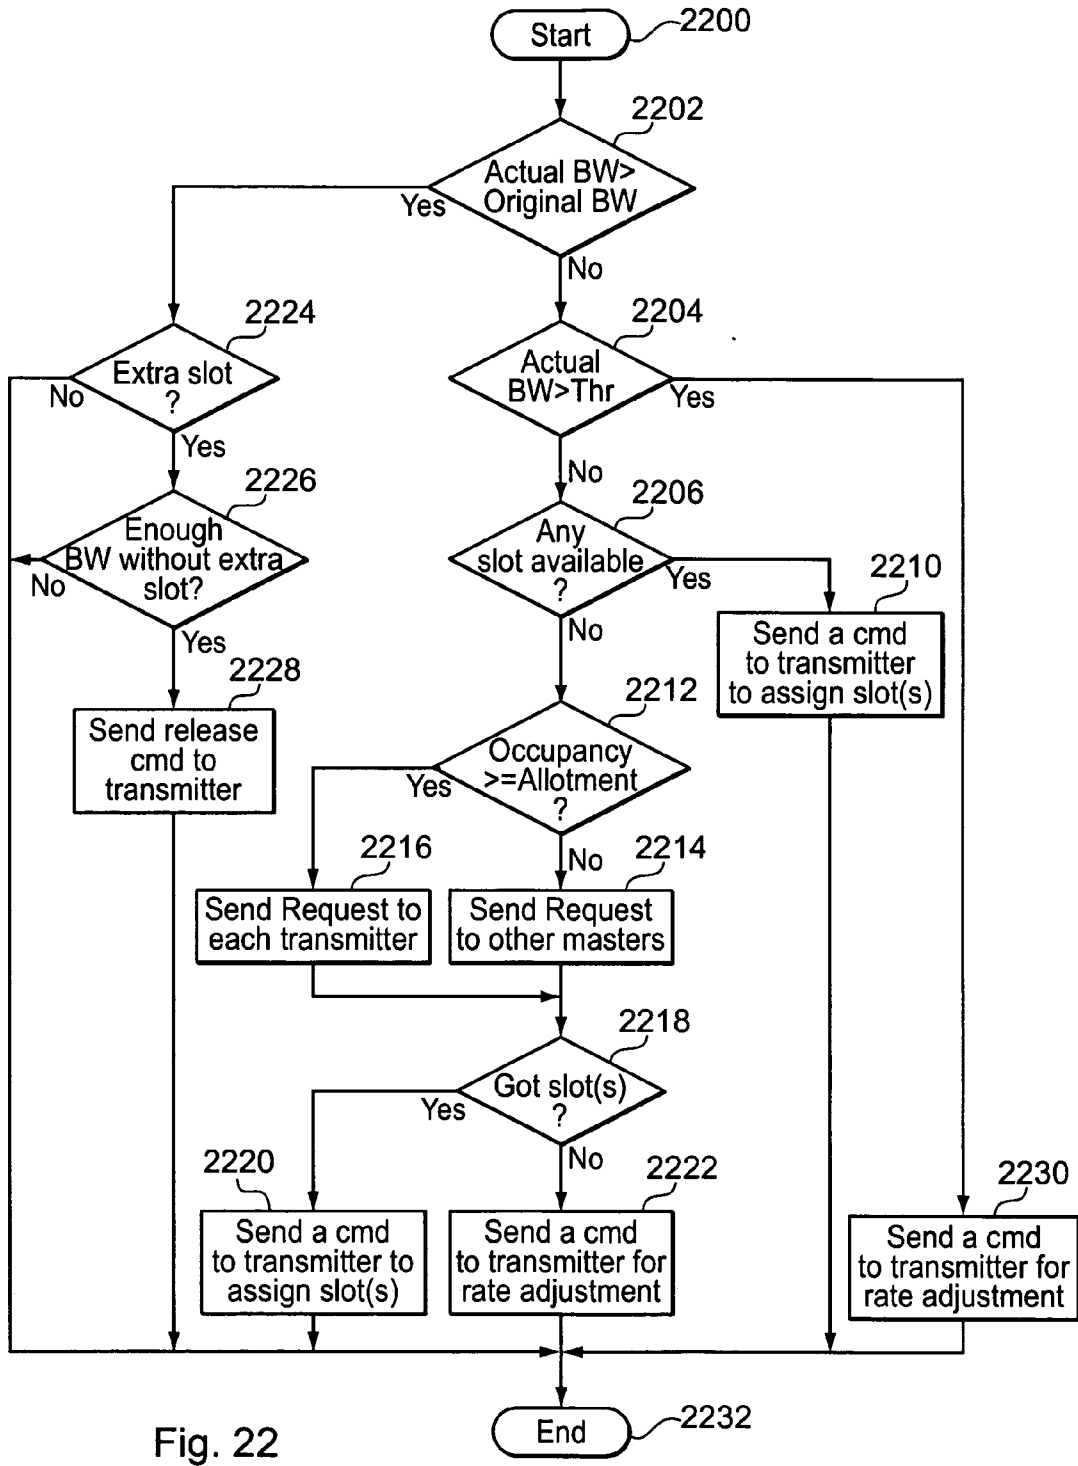 Start
2200
2202
Actual BW>
Original BW
Yes
No
2224
Extra slot
?
No
Yes
2204
Actual
BW>Thr
Yes
No
2226
Enough
BW without extra
slot?
No
Yes
2206
Any
slot available
?
Yes
No
2210
Send a cmd
to transmitter
to assign slot(s)
2228
Send release
cmd to
transmitter
2212
Occupancy
>=Allotment
?
Yes
No
2216
Send Request to
each transmitter
2214
Send Request
to other masters
2218
Got slot(s)
?
Yes
No
2220
Send a cmd
to transmitter to
assign slot(s)
2222
Send a cmd
to transmitter for
rate adjustment
2230
Send a cmd
to transmitter for
rate adjustment
End
2232
Fig. 22